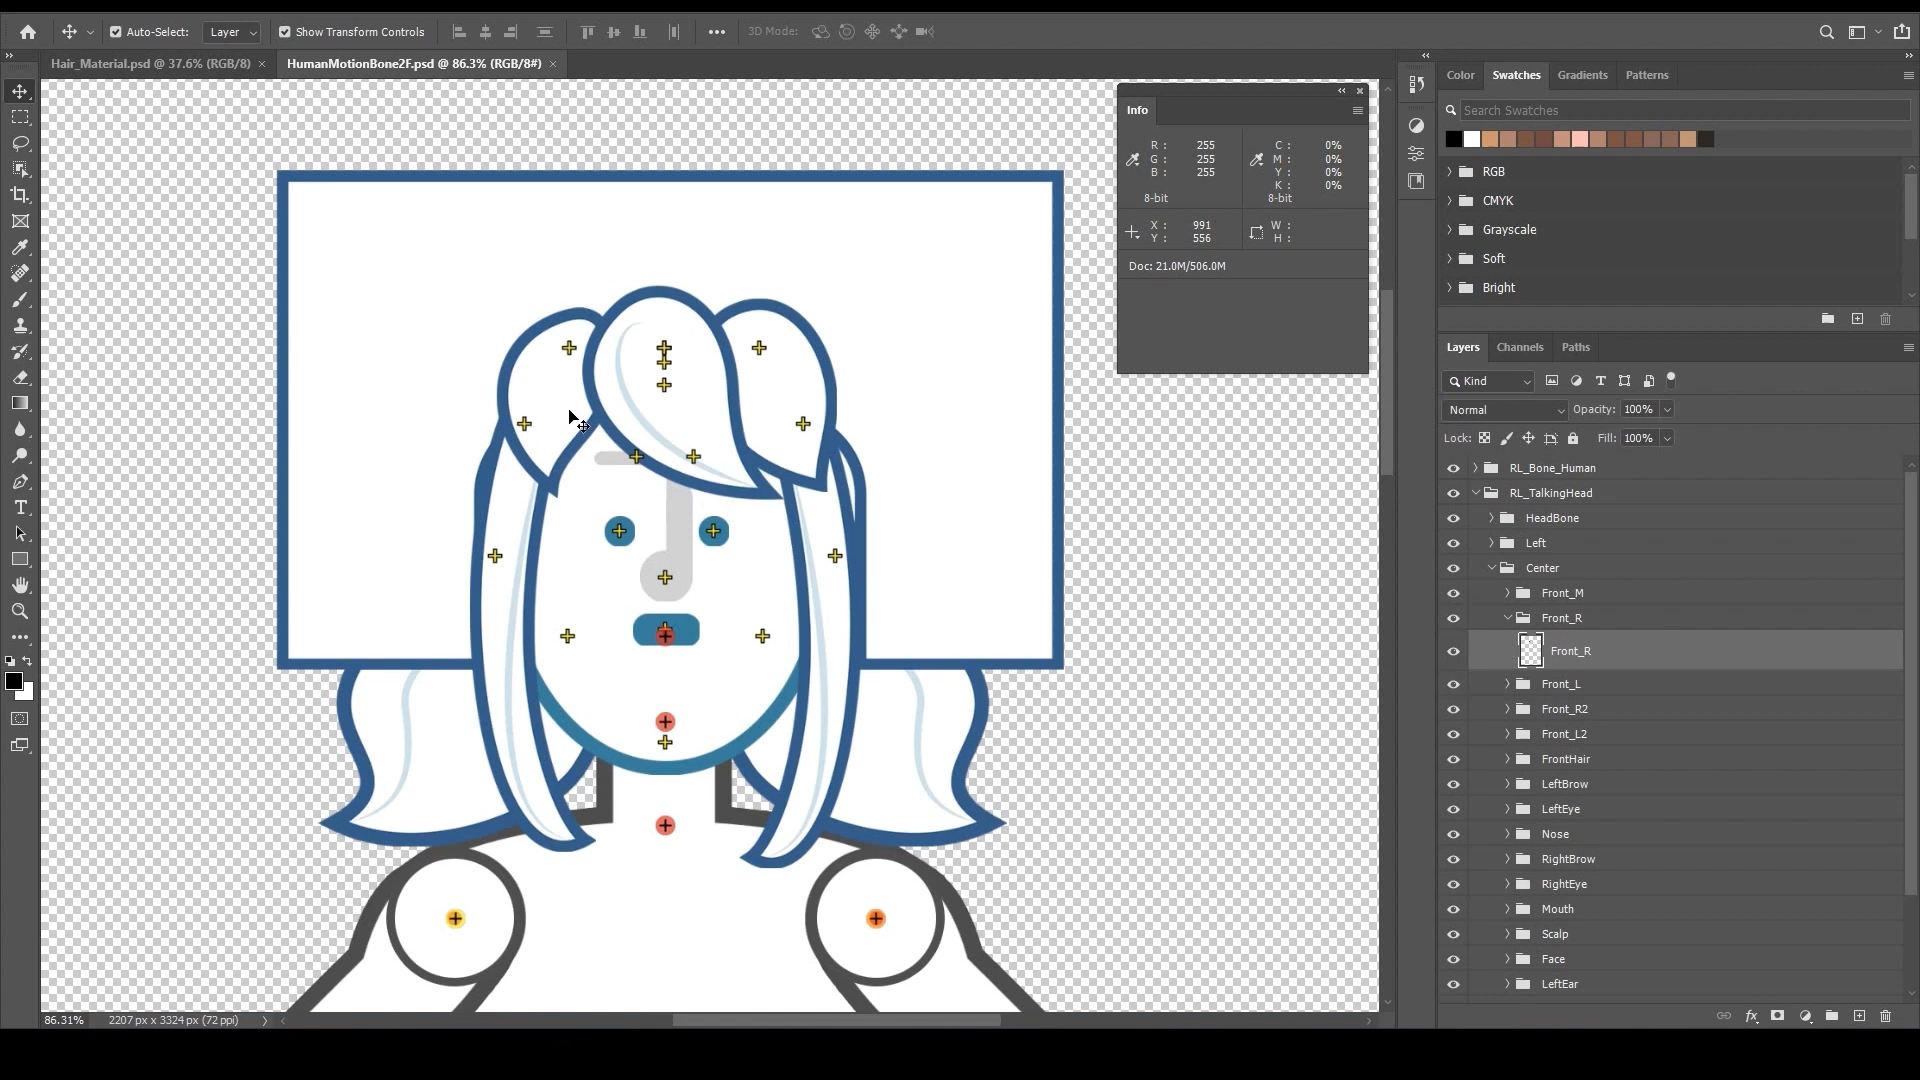 Auto-Select:
Layer
Show Transform Controls
3D Mode:
Hair_Material.psd @ 37.6% (RGB/8)
HumanMotionBone2F.psd @ 86.3% (RGB/8#)
Color
Swatches
Gradients
Patterns
Search Swatches
RGB
CMYK
Grayscale
Soft
Bright
Info
R : 255
G : 255
B : 255
8-bit
C : 0%
M : 0%
Y : 0%
K : 0%
8-bit
X : 991
Y : 556
W :
H :
Doc: 21.0M/506.0M
Layers
Channels
Paths
Kind
Normal
Opacity: 100%
Lock:
Fill: 100%
RL_Bone_Human
RL_TalkingHead
HeadBone
Left
Center
Front_M
Front_R
Front_R
Front_L
Front_R2
Front_L2
FrontHair
LeftBrow
LeftEye
Nose
RightBrow
RightEye
Mouth
Scalp
Face
LeftEar
86.31%
2207 px x 3324 px (72 ppi)